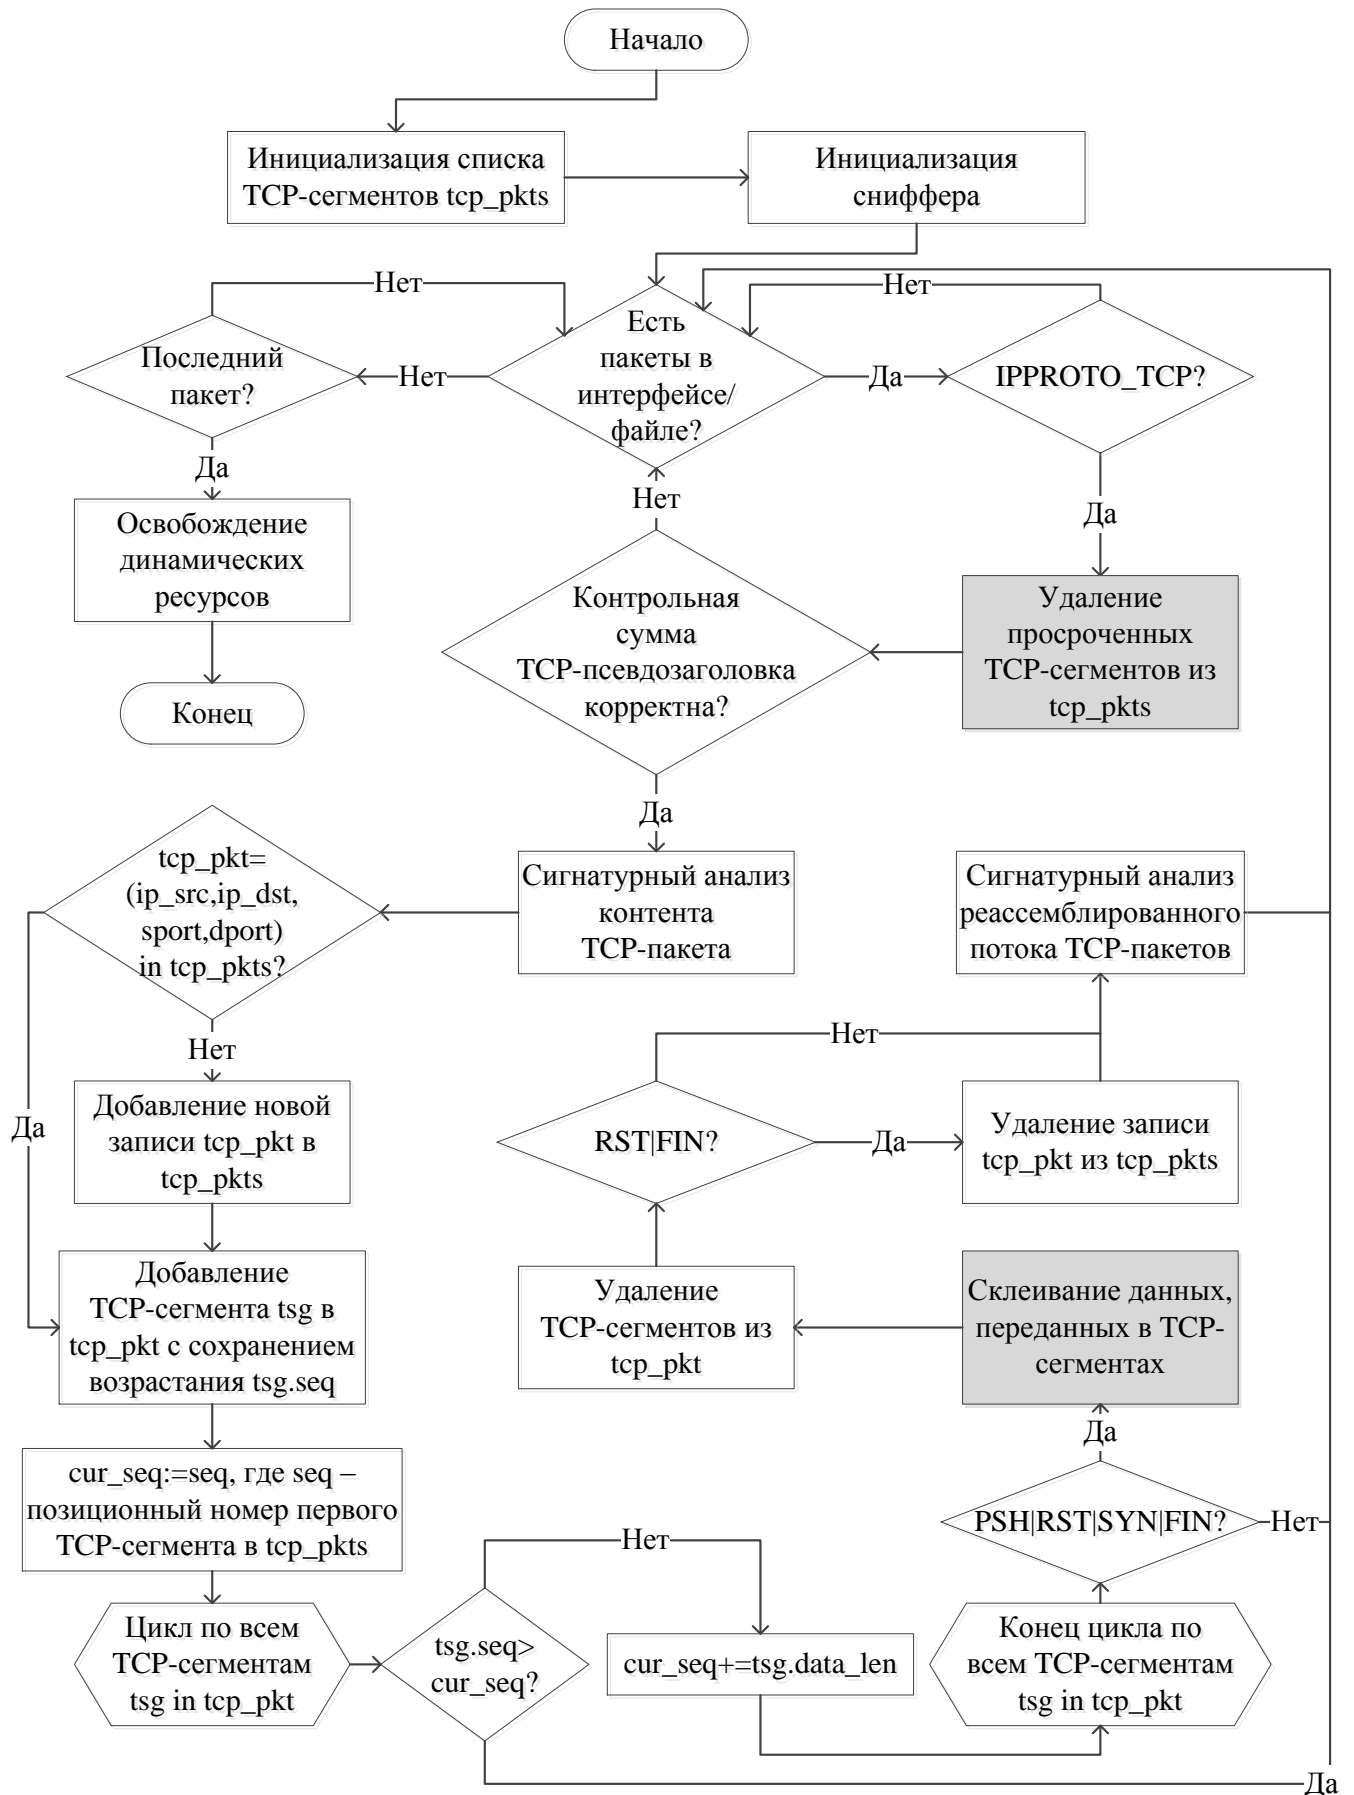 Начало
Инициализация списка
TCP-сегментов tcp_pkts
Инициализация
сниффера
Нет
Нет
Последний
пакет?
Нет
Есть
пакеты в
интерфейсе/
файле?
Да
IPPROTO_TCP?
Да
Нет
Да
Освобождение
динамических
ресурсов
Контрольная
сумма
TCP-псевдозаголовка
корректна?
Удаление
просроченных
TCP-сегментов из
tcp_pkts
Конец
Да
tcp_pkt=
(ip_src,ip_dst,
sport,dport)
in tcp_pkts?
Сигнатурный анализ
контента
TCP-пакета
Сигнатурный анализ
реассемблированного
потока TCP-пакетов
Нет
Нет
Да
Добавление новой
записи tcp_pkt в
tcp_pkts
RST|FIN?
Да
Удаление записи
tcp_pkt из tcp_pkts
Добавление
TCP-сегмента tsg в
tcp_pkt с сохранением
возрастания tsg.seq
Удаление
TCP-сегментов из
tcp_pkt
Склеивание данных,
переданных в TCP-
сегментах
Да
cur_seq:=seq, где seq –
позиционный номер первого
TCP-сегмента в tcp_pkts
PSH|RST|SYN|FIN?
Нет
Нет
Цикл по всем
TCP-сегментам
tsg in tcp_pkt
tsg.seq>
cur_seq?
cur_seq+=tsg.data_len
Конец цикла по
всем TCP-сегментам
tsg in tcp_pkt
Да